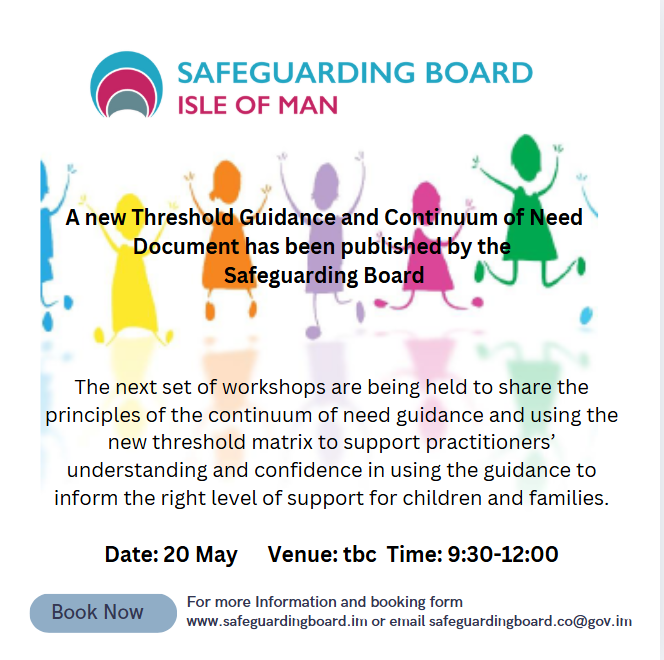 SAFEGUARDING BOARD
ISLE OF MAN
A new Threshold Guidance and Continuum of Need
Document has been published by the
Safeguarding Board
The next set of workshops are being held to share the
principles of the continuum of need guidance and using the
new threshold matrix to support practitioners’
understanding and confidence in using the guidance to
inform the right level of support for children and families.
Date: 20 May Venue: tbc Time: 9:30-12:00
Book Now
For more Information and booking form
www.safeguardingboard.im or email safeguardingboard.co@gov.im